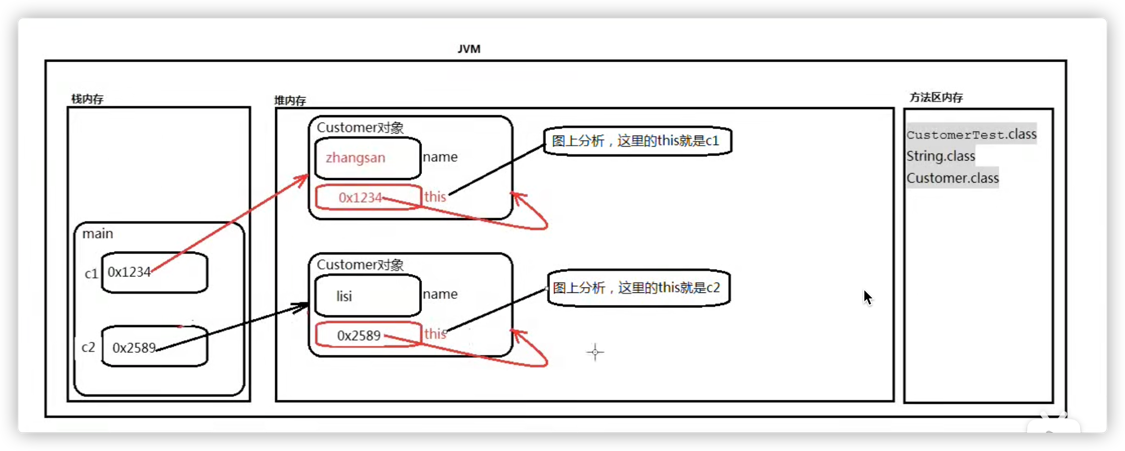 JVM
栈内存
堆内存
方法区内存
main
c1 0x1234
c2 0x2589
Customer对象
zhangsan name
0x1234 this
图上分析，这里的this就是c1
Customer对象
lisi name
0x2589 this
图上分析，这里的this就是c2
CustomerTest.class
String.class
Customer.class